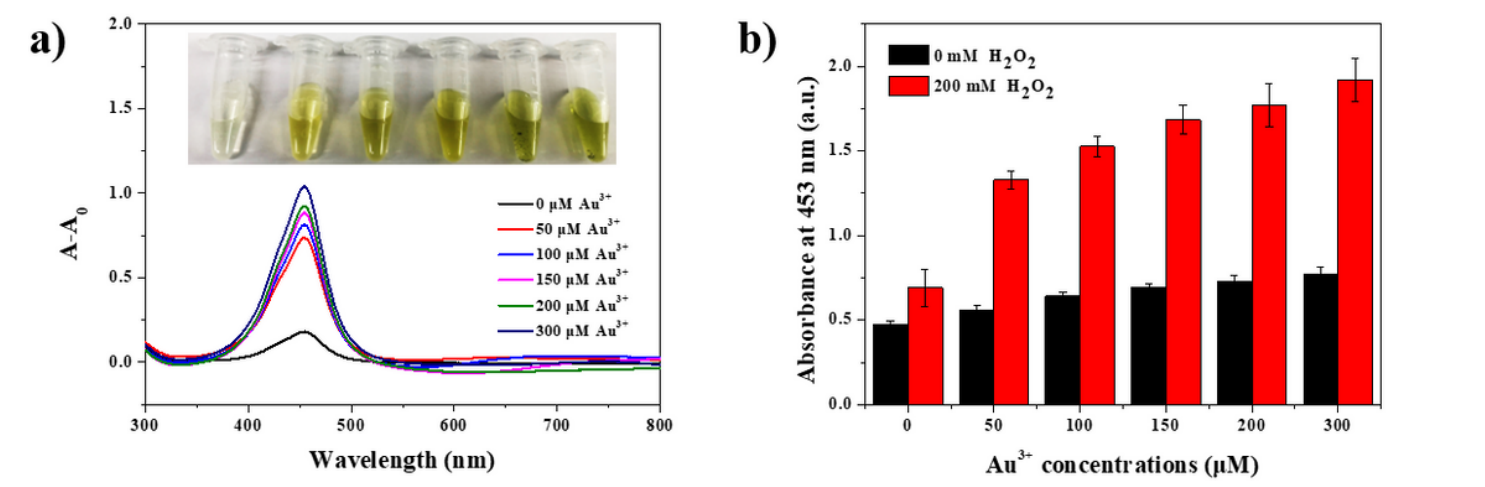 a)
2.0
1.5
1.0
0.5
0.0
A-A₀
0 µM Au³⁺
50 µM Au³⁺
100 µM Au³⁺
150 µM Au³⁺
200 µM Au³⁺
300 µM Au³⁺
300 400 500 600 700 800
Wavelength (nm)
b)
2.0
1.5
1.0
0.5
0.0
Absorbance at 453 nm (a.u.)
0 mM H₂O₂
200 mM H₂O₂
0 50 100 150 200 300
Au³⁺ concentrations (µM)